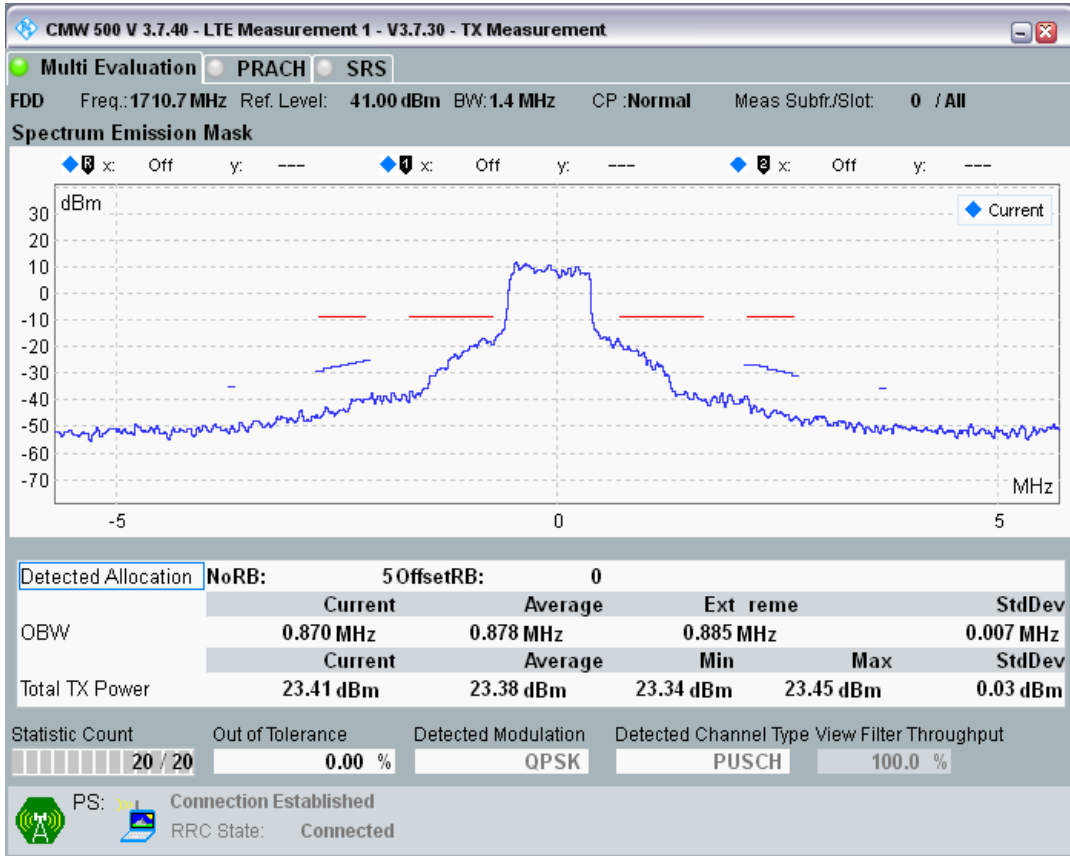 CMW 500 V 3.7.40 - LTE Measurement 1 - V3.7.30 - TX Measurement
Multi Evaluation PRACH SRS
FDD Freq.: 1710.7 MHz Ref. Level: 41.00 dBm BW: 1.4 MHz CP : Normal Meas Subfr./Slot: 0 / All
Spectrum Emission Mask
R x: Off y: --- 1 x: Off y: --- 2 x: Off y: ---
dBm
Current
30
20
10
0
-10
-20
-30
-40
-50
-60
-70
MHz
-5 0 5
Detected Allocation NoRB: 5 OffsetRB: 0
Current Average Ext reme StdDev
OBW 0.870 MHz 0.878 MHz 0.885 MHz 0.007 MHz
Current Average Min Max StdDev
Total TX Power 23.41 dBm 23.38 dBm 23.34 dBm 23.45 dBm 0.03 dBm
Statistic Count Out of Tolerance Detected Modulation Detected Channel Type View Filter Throughput
20 / 20 0.00 % QPSK PUSCH 100.0 %
PS: Connection Established
RRC State: Connected